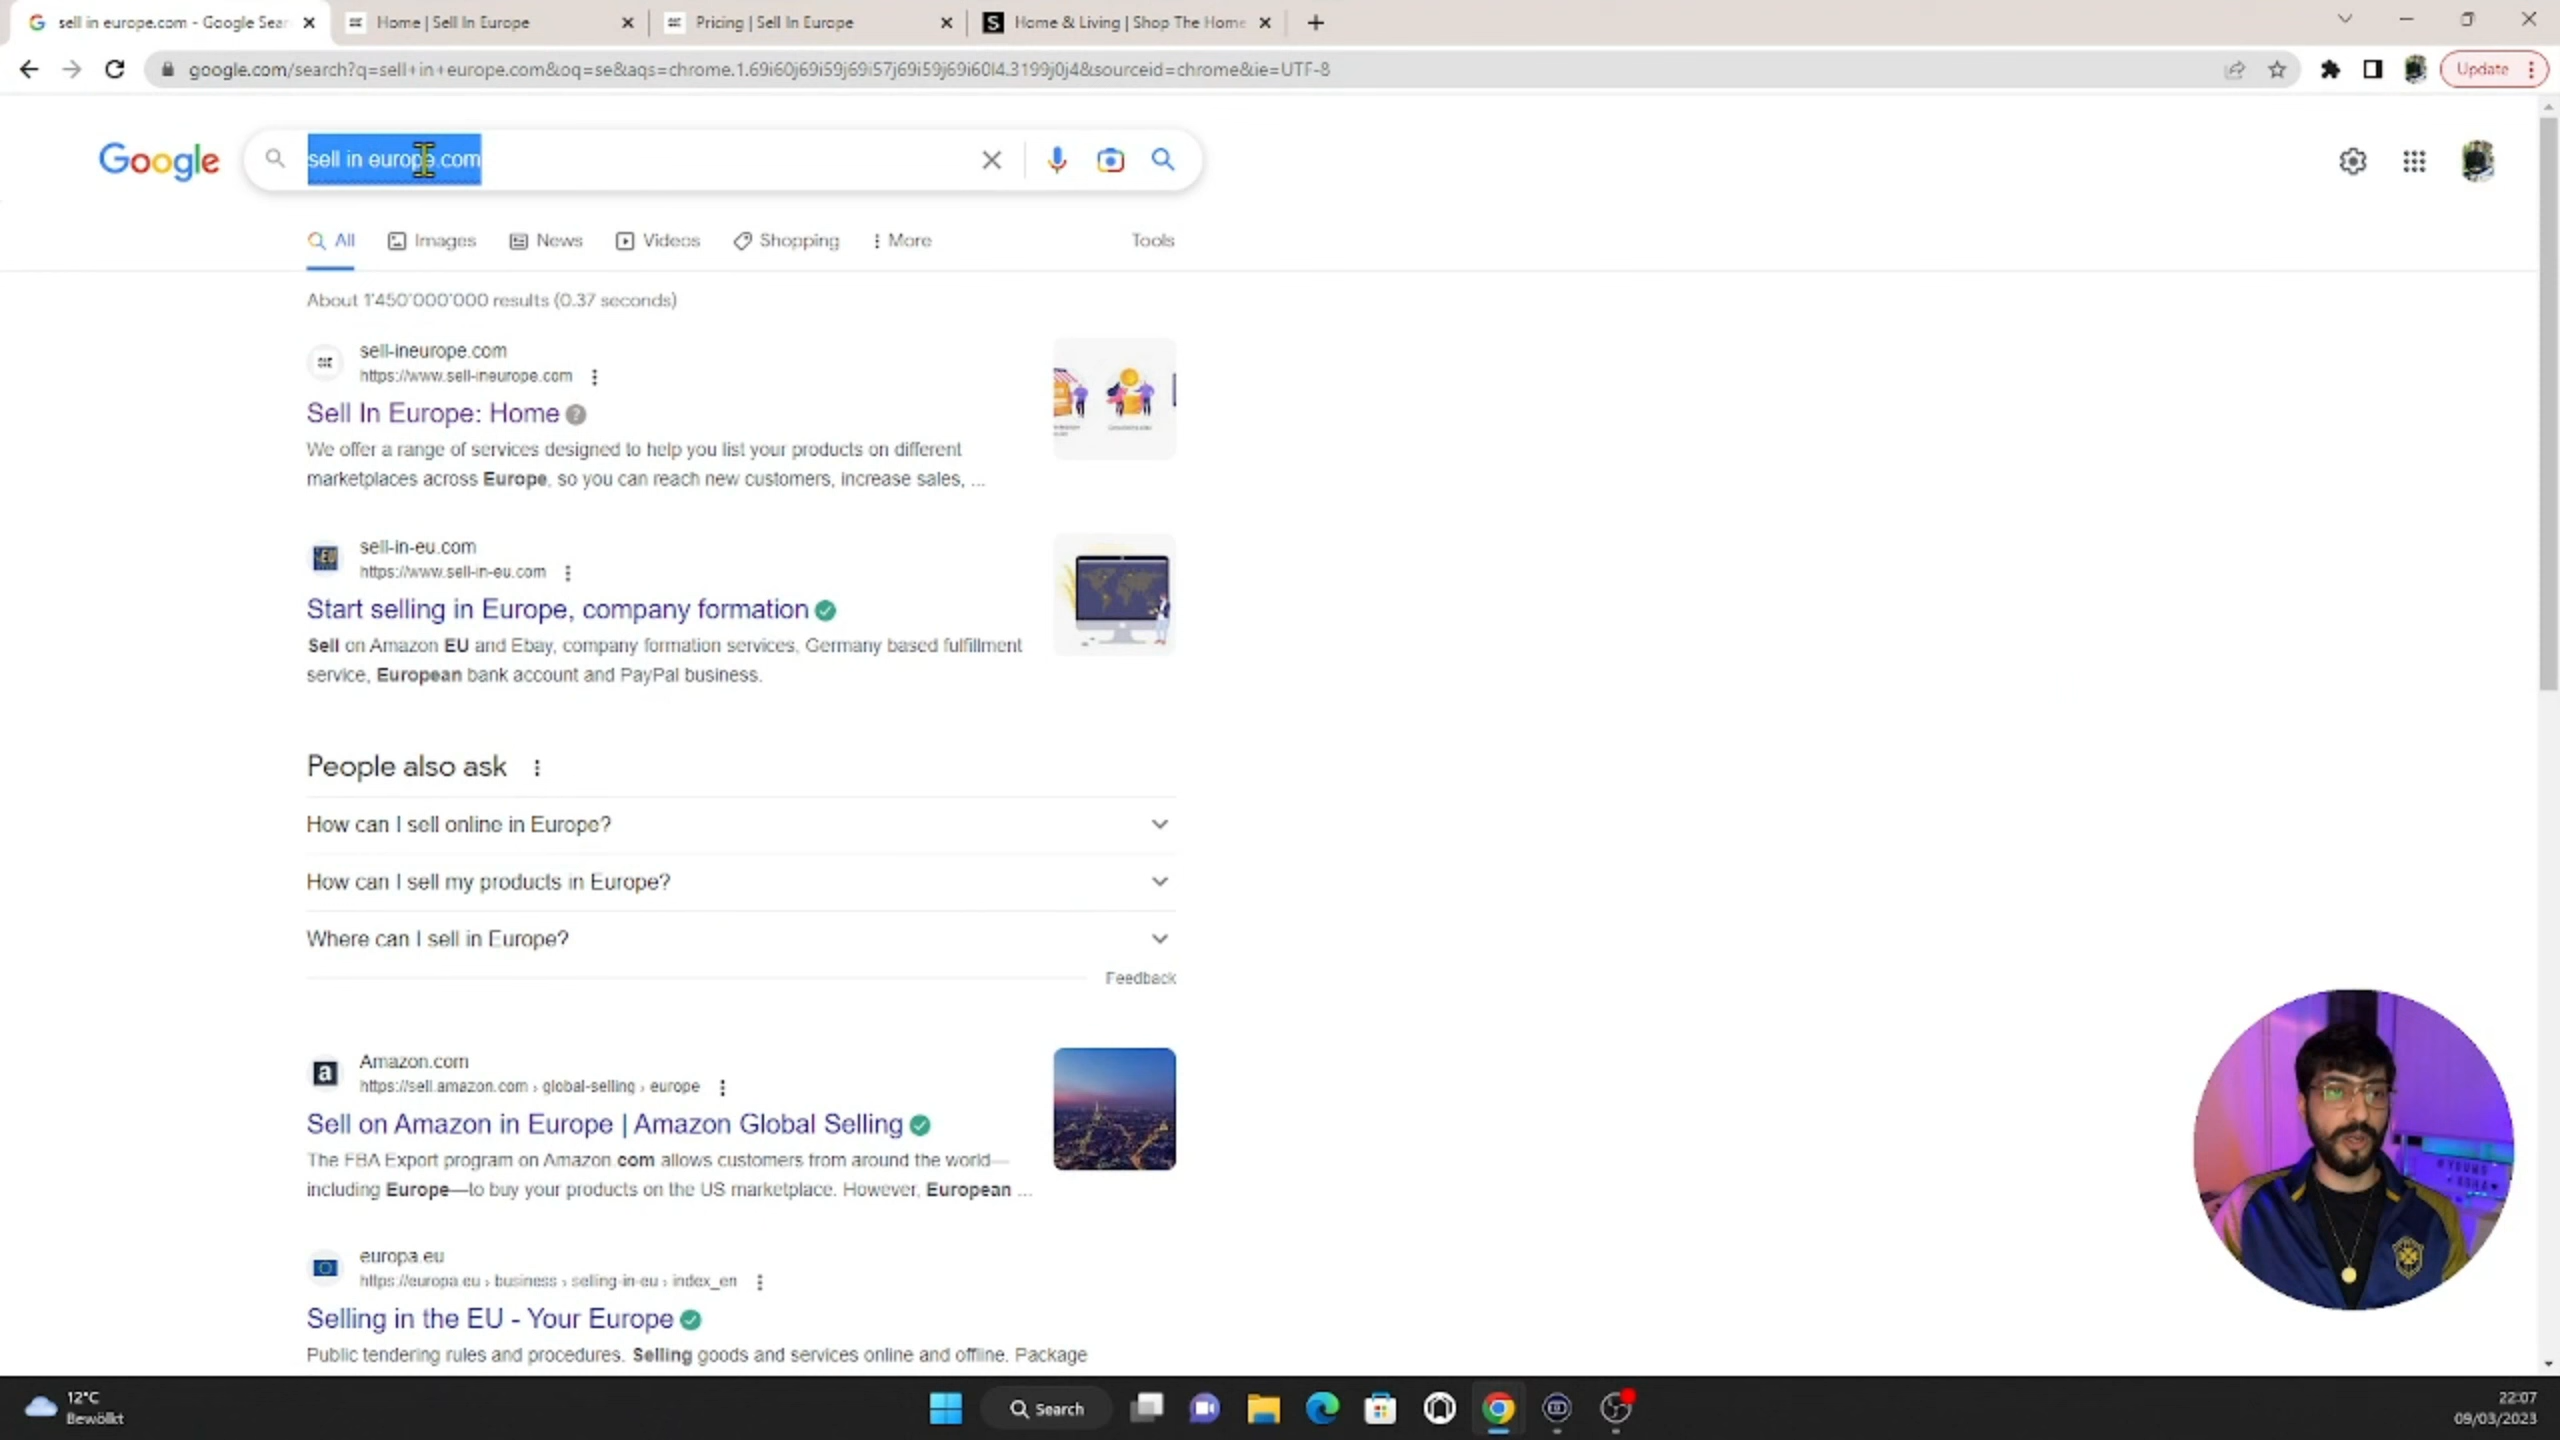 sell in europe.com - Google Sear
Home | Sell In Europe
Pricing | Sell In Europe
Home & Living | Shop The Home
google.com/search?q=sell+in+europe.com&oq=se&aqs=chrome.1.69i60j69i59j69i57j69i59j69i60l4.3199j0j4&sourceid=chrome&ie=UTF-8
Update
Google
sell in europe.com
All
Images
News
Videos
Shopping
More
Tools
About 1'450'000'000 results (0.37 seconds)
sell-ineurope.com
https://www.sell-ineurope.com
Sell In Europe: Home
We offer a range of services designed to help you list your products on different
marketplaces across Europe, so you can reach new customers, increase sales, ...
EU
sell-in-eu.com
https://www.sell-in-eu.com
Start selling in Europe, company formation
Sell on Amazon EU and Ebay, company formation services, Germany based fulfillment
service, European bank account and PayPal business.
People also ask
How can I sell online in Europe?
How can I sell my products in Europe?
Where can I sell in Europe?
Feedback
Amazon.com
https://sell.amazon.com › global-selling › europe
Sell on Amazon in Europe | Amazon Global Selling
The FBA Export program on Amazon.com allows customers from around the world—
including Europe—to buy your products on the US marketplace. However, European ...
europa.eu
https://europa.eu › business › selling-in-eu › index_en
Selling in the EU - Your Europe
Public tendering rules and procedures. Selling goods and services online and offline. Package
12°C
Bewölkt
Search
22:07
09/03/2023